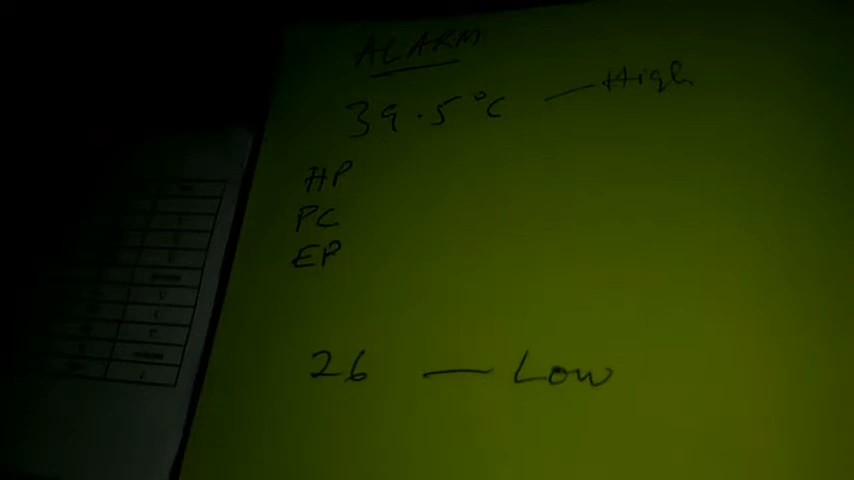 ALARM
39.5°C — High
HP
PC
EP
26 — Low